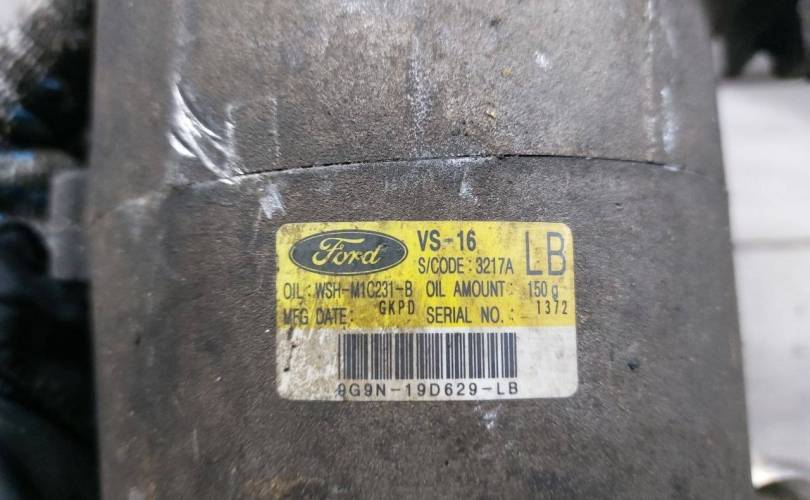 Ford VS-16 LB
S/CODE : 3217A
OIL : WSH-M1C231-B OIL AMOUNT : 150 g
MFG DATE : GKPD SERIAL NO. : 1372
9G9N-19D629-LB